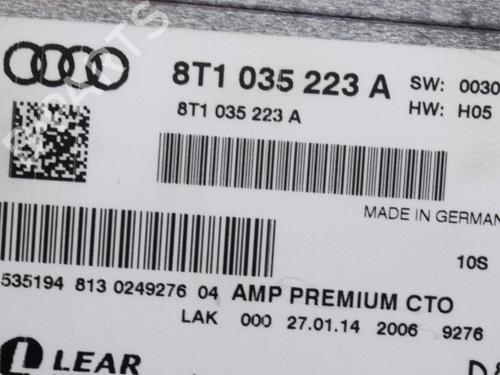 8T1 035 223 A SW: 0030
8T1 035 223 A HW: H05
MADE IN GERMAN
10S
535194 813 0249276 04 AMP PREMIUM CTO
LAK 000 27.01.14 2006 9276
LEAR